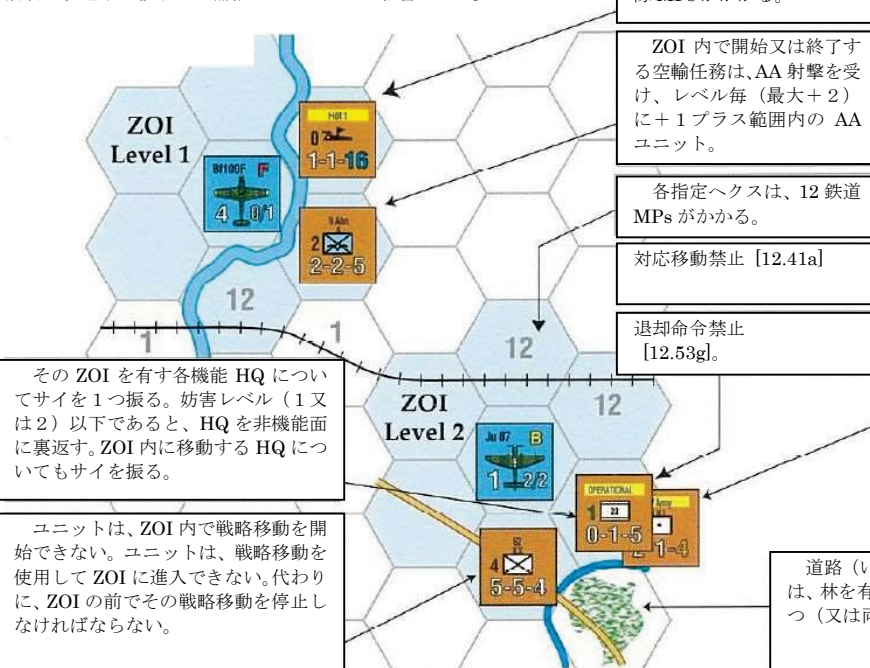 ZOI 内で開始又は終了す
る空輸任務は、AA 射撃を受
け、レベル毎（最大＋２）
に＋１プラス範囲内の AA
ユニット。
ZOI
Level 1
Hőt 1
0
1-1-16
Bf100F F
4 0/1
9 Abn
2
2-2-5
各指定ヘクスは、12 鉄道
MPs がかかる。
対応移動禁止 [12.41a]
退却命令禁止
[12.53g]。
12
1
1
12
12
その ZOI を有す各機能 HQ につい
てサイを１つ振る。妨害レベル（１又
は２）以下であると、HQ を非機能面
に裏返す。ZOI 内に移動する HQ につ
いてもサイを振る。
ZOI
Level 2
Ju 87 B
1 2/2
OPERATIONAL
1 23
0-1-5
Army
2-1-4
62
4
5-5-4
ユニットは、ZOI 内で戦略移動を開
始できない。ユニットは、戦略移動を
使用して ZOI に進入できない。代わり
に、ZOI の前でその戦略移動を停止し
なければならない。
道路（い
は、林を有
つ（又は両